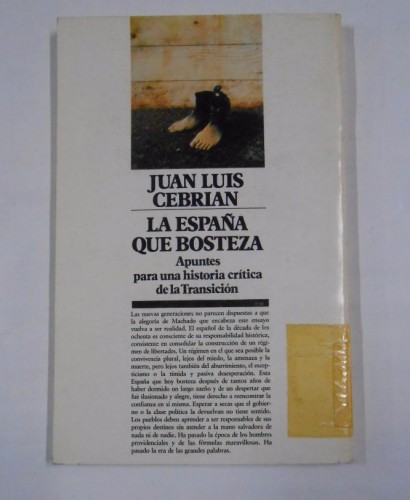 JUAN LUIS
CEBRIAN
LA ESPAÑA
QUE BOSTEZA
Apuntes
para una historia crítica
de la Transición
Las nuevas generaciones no parecen dispuestas a que
la alegoría de Machado que encabeza este ensayo
vuelva a ser realidad. El español de la década de los
ochenta es consciente de su responsabilidad histórica,
consistente en consolidar la construcción de un régi-
men de libertades. Un régimen en el que sea posible la
convivencia plural, lejos del miedo, la amenaza y la
muerte, pero lejos también del aburrimiento, el escep-
ticismo o la tímida y pasiva desesperación. Esta
España que hoy bosteza después de tantos años de
haber dormido un largo sueño y de un despertar que
fue ilusionado y alegre, tiene derecho a reencontrar la
confianza en sí misma. Esperar a secas que el gobier-
no o la clase política la devuelvan no tiene sentido.
Los pueblos deben aprender a ser responsables de sus
propios destinos sin atender a la mano salvadora de
nada ni de nadie. Ha pasado la época de los hombres
providenciales y de las fórmulas maravillosas. Ha
pasado la era de las grandes palabras.